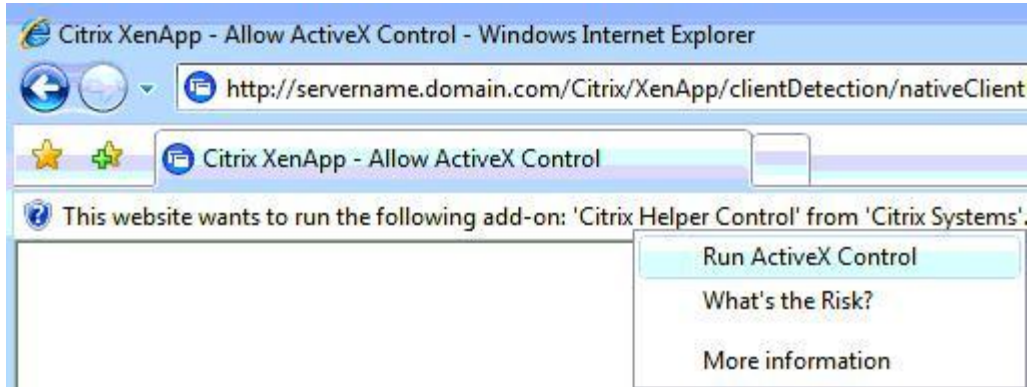 Citrix XenApp - Allow ActiveX Control - Windows Internet Explorer
http://servername.domain.com/Citrix/XenApp/clientDetection/nativeClient
Citrix XenApp - Allow ActiveX Control
This website wants to run the following add-on: 'Citrix Helper Control' from 'Citrix Systems'.
Run ActiveX Control
What's the Risk?
More information